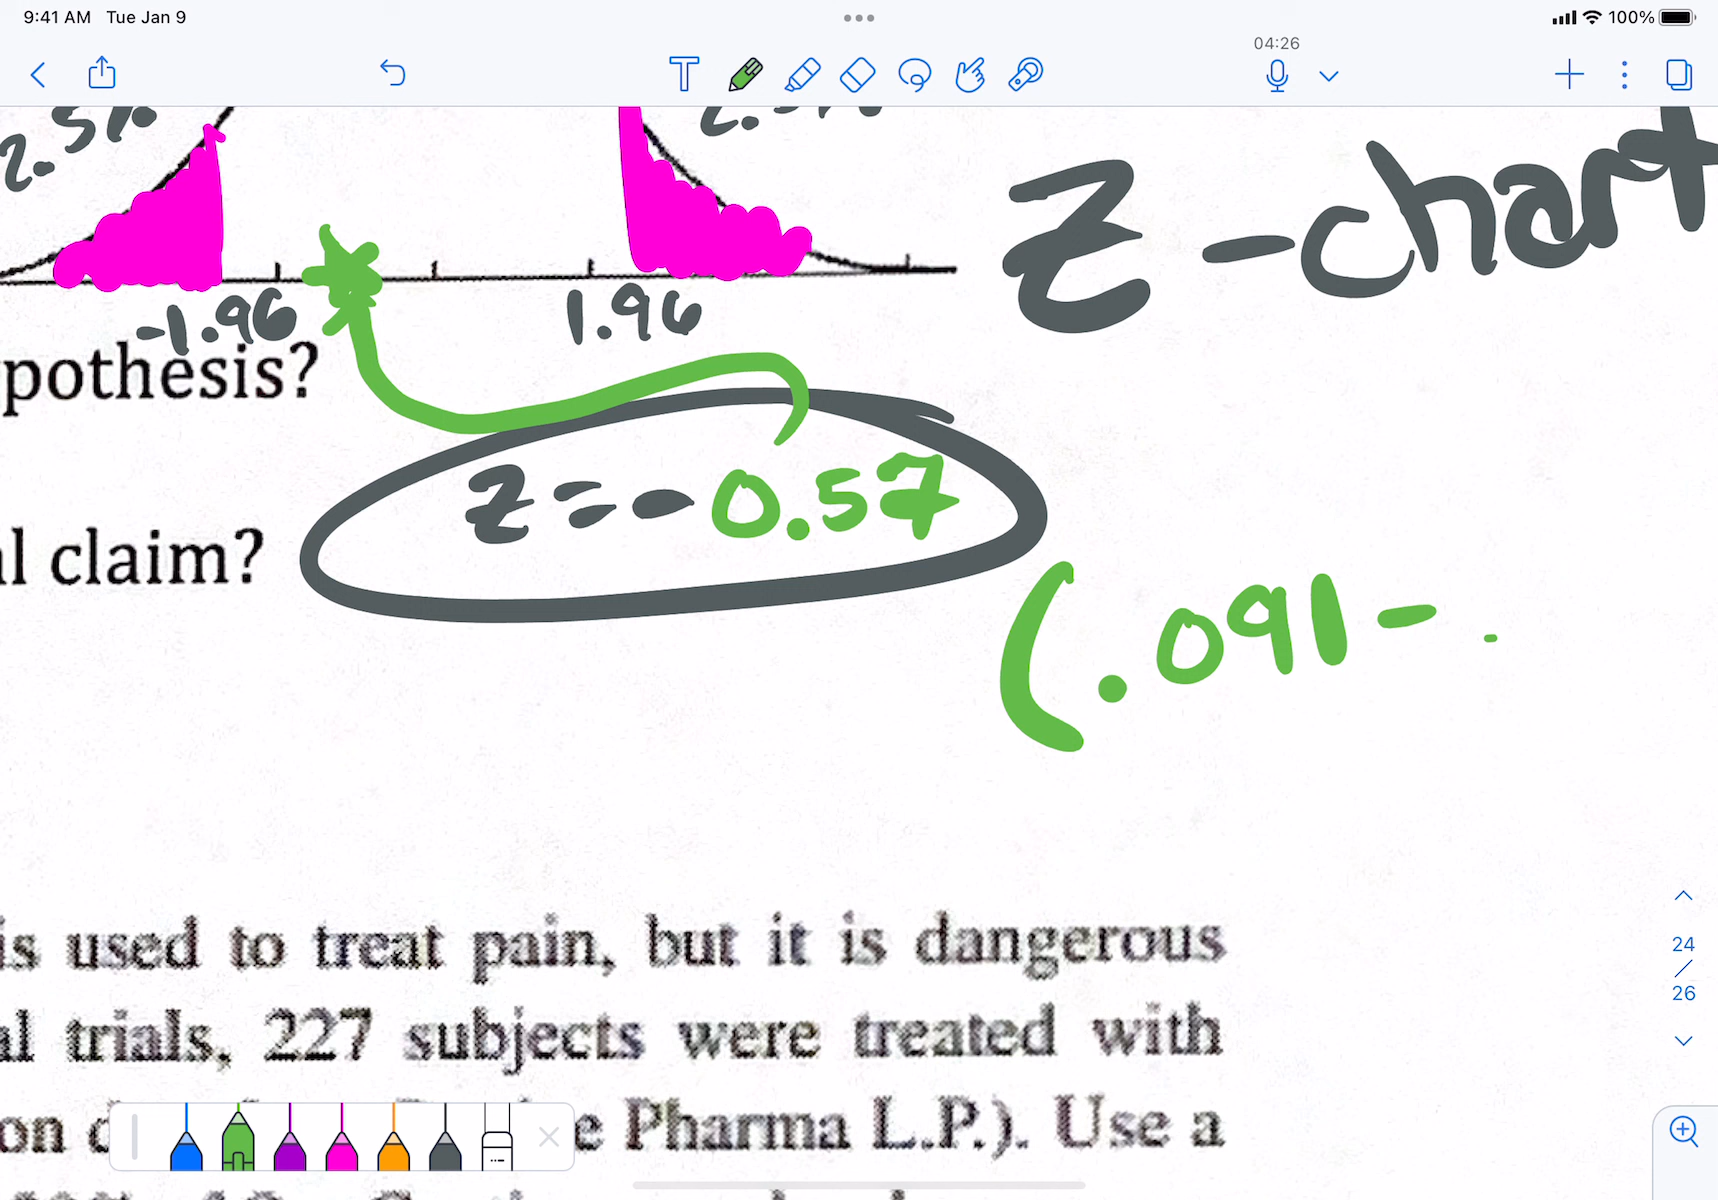 9:41 AM Tue Jan 9
100%
04:26
2.5%
z-chart
-1.96
1.96
pothesis?
z=-0.57
l claim?
(.091-.
is used to treat pain, but it is dangerous
24
al trials, 227 subjects were treated with
26
on
e Pharma L.P.). Use a